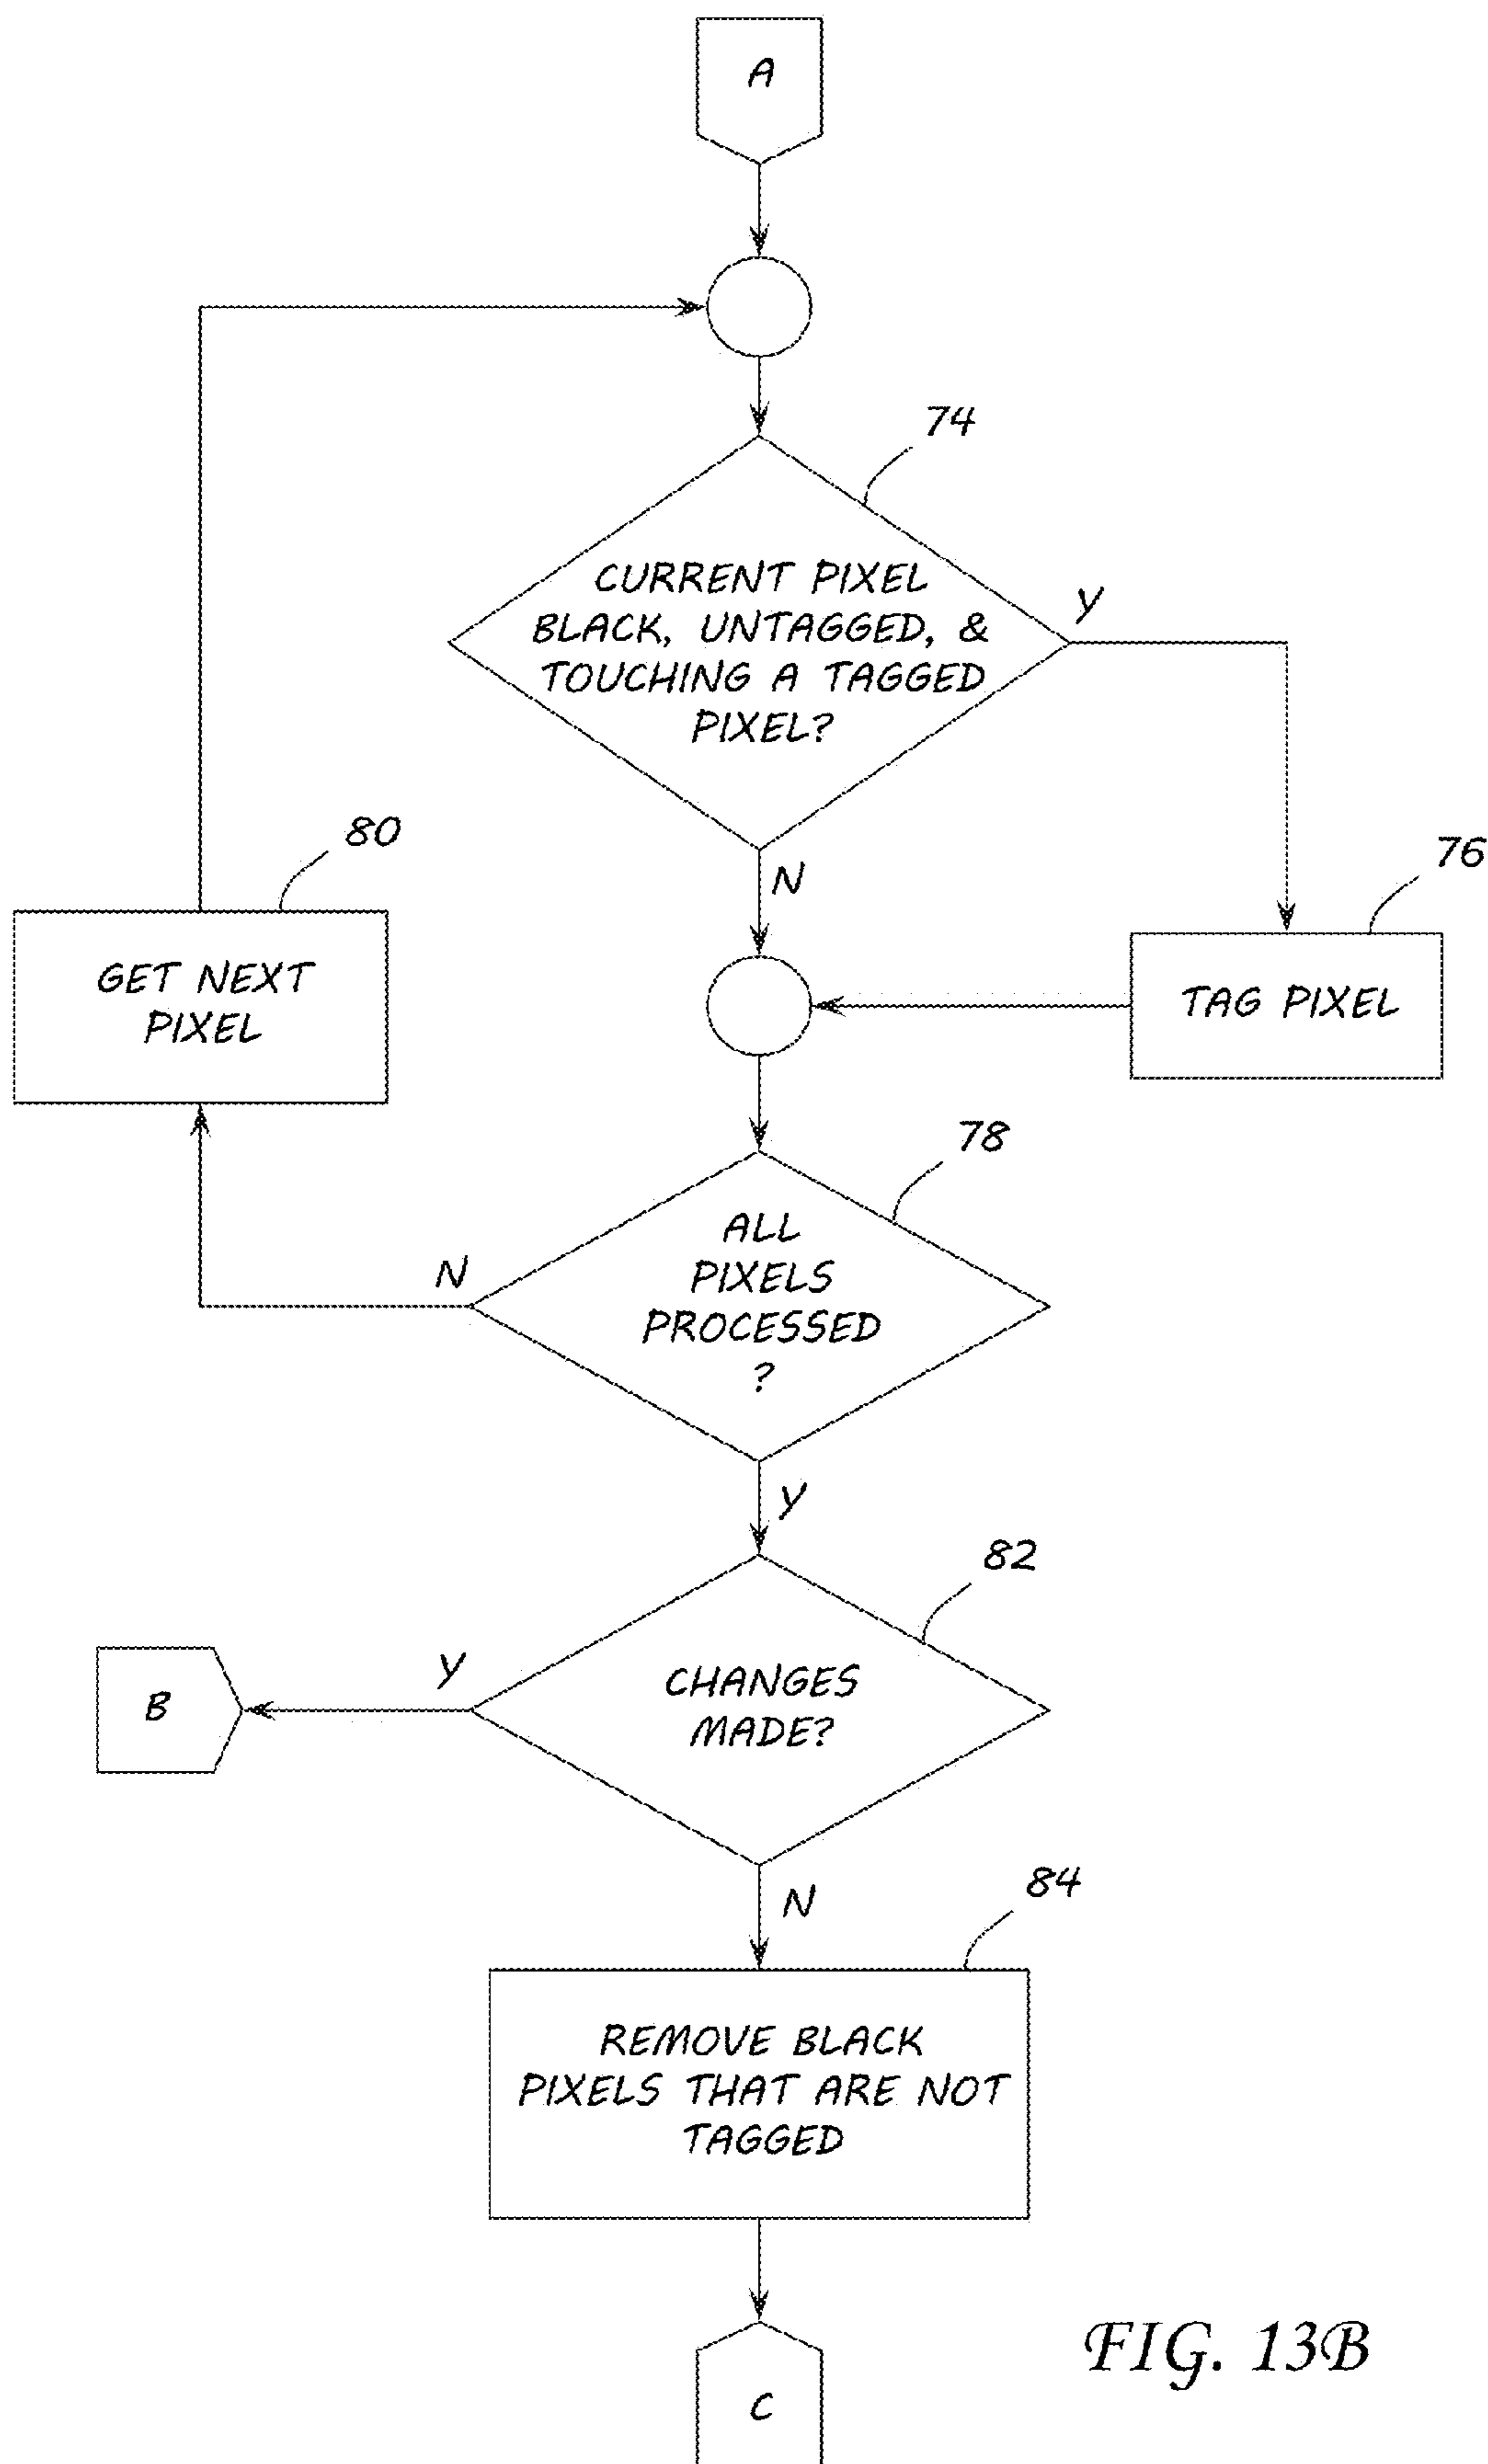 A
74
CURRENT PIXEL
BLACK, UNTAGGED, &
TOUCHING A TAGGED
PIXEL?
Y
N
80
GET NEXT
PIXEL
76
TAG PIXEL
78
ALL
PIXELS
PROCESSED
?
N
Y
82
CHANGES
MADE?
Y
B
N
84
REMOVE BLACK
PIXELS THAT ARE NOT
TAGGED
C
FIG. 13B